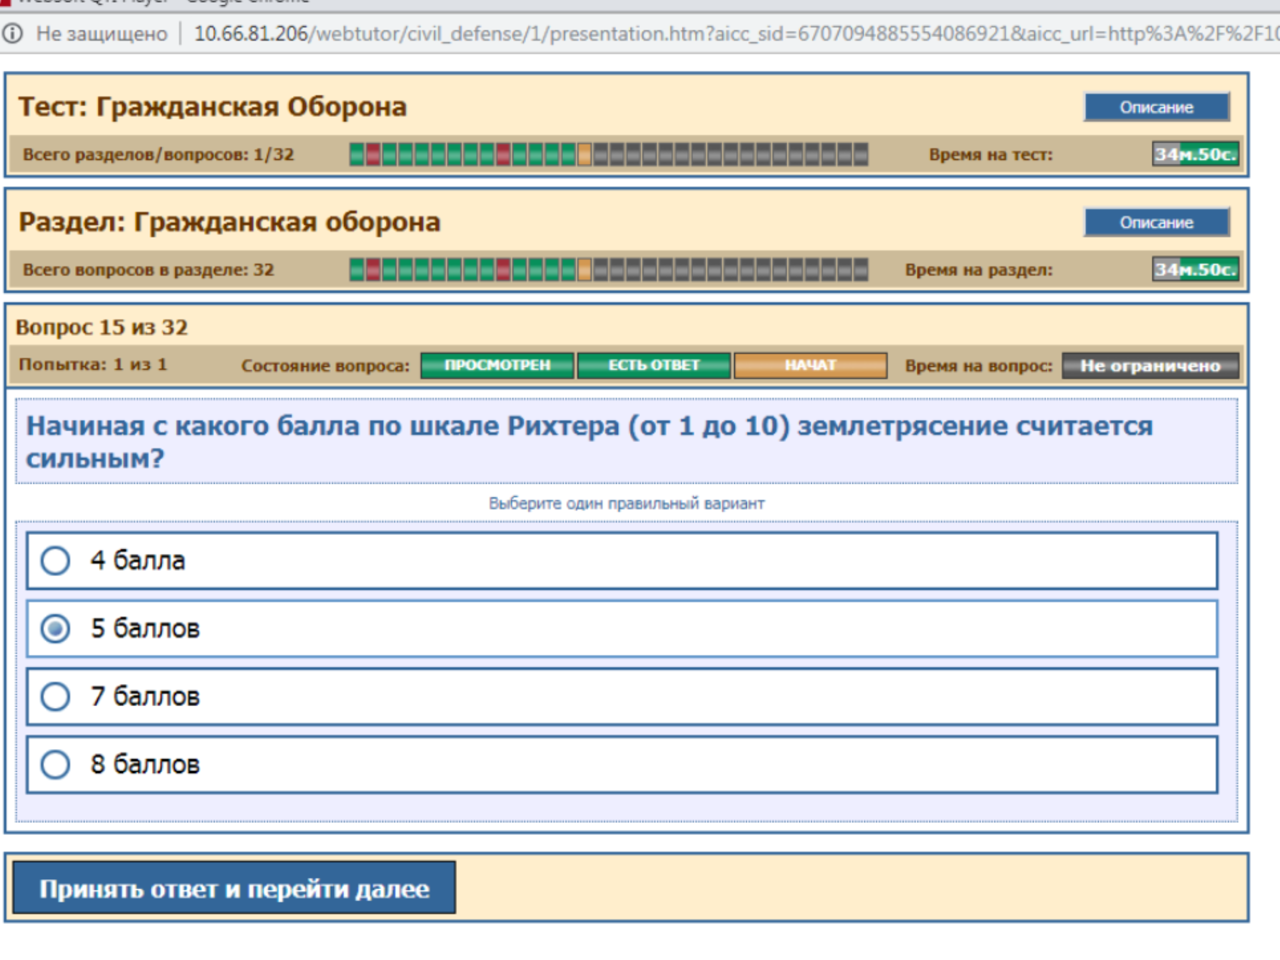 Не защищено | 10.66.81.206/webtutor/civil_defense/1/presentation.htm?aicc_sid=6707094885554086921&aicc_url=http%3A%2F%2F10
Тест: Гражданская Оборона
Описание
Всего разделов/вопросов: 1/32
Время на тест:
34м.50с.
Раздел: Гражданская оборона
Описание
Всего вопросов в разделе: 32
Время на раздел:
34м.50с.
Вопрос 15 из 32
Попытка: 1 из 1
Состояние вопроса:
ПРОСМОТРЕН
ЕСТЬ ОТВЕТ
НАЧАТ
Время на вопрос:
Не ограничено
Начиная с какого балла по шкале Рихтера (от 1 до 10) землетрясение считается
сильным?
Выберите один правильный вариант
4 балла
5 баллов
7 баллов
8 баллов
Принять ответ и перейти далее